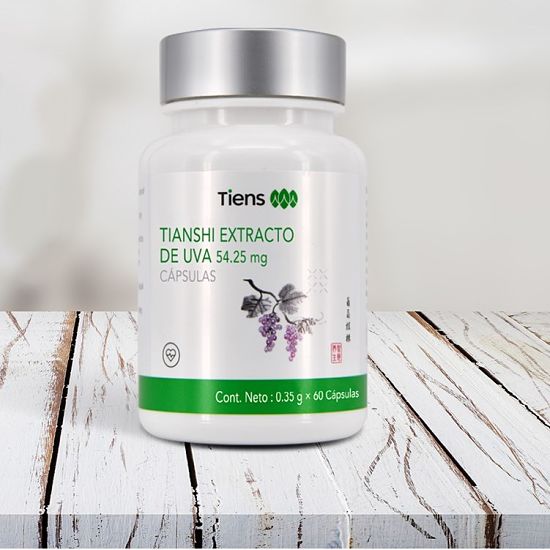 Tiens
TIANSHI EXTRACTO
DE UVA 54.25 mg
CÁPSULAS
Cont. Neto : 0.35 g × 60 Cápsulas